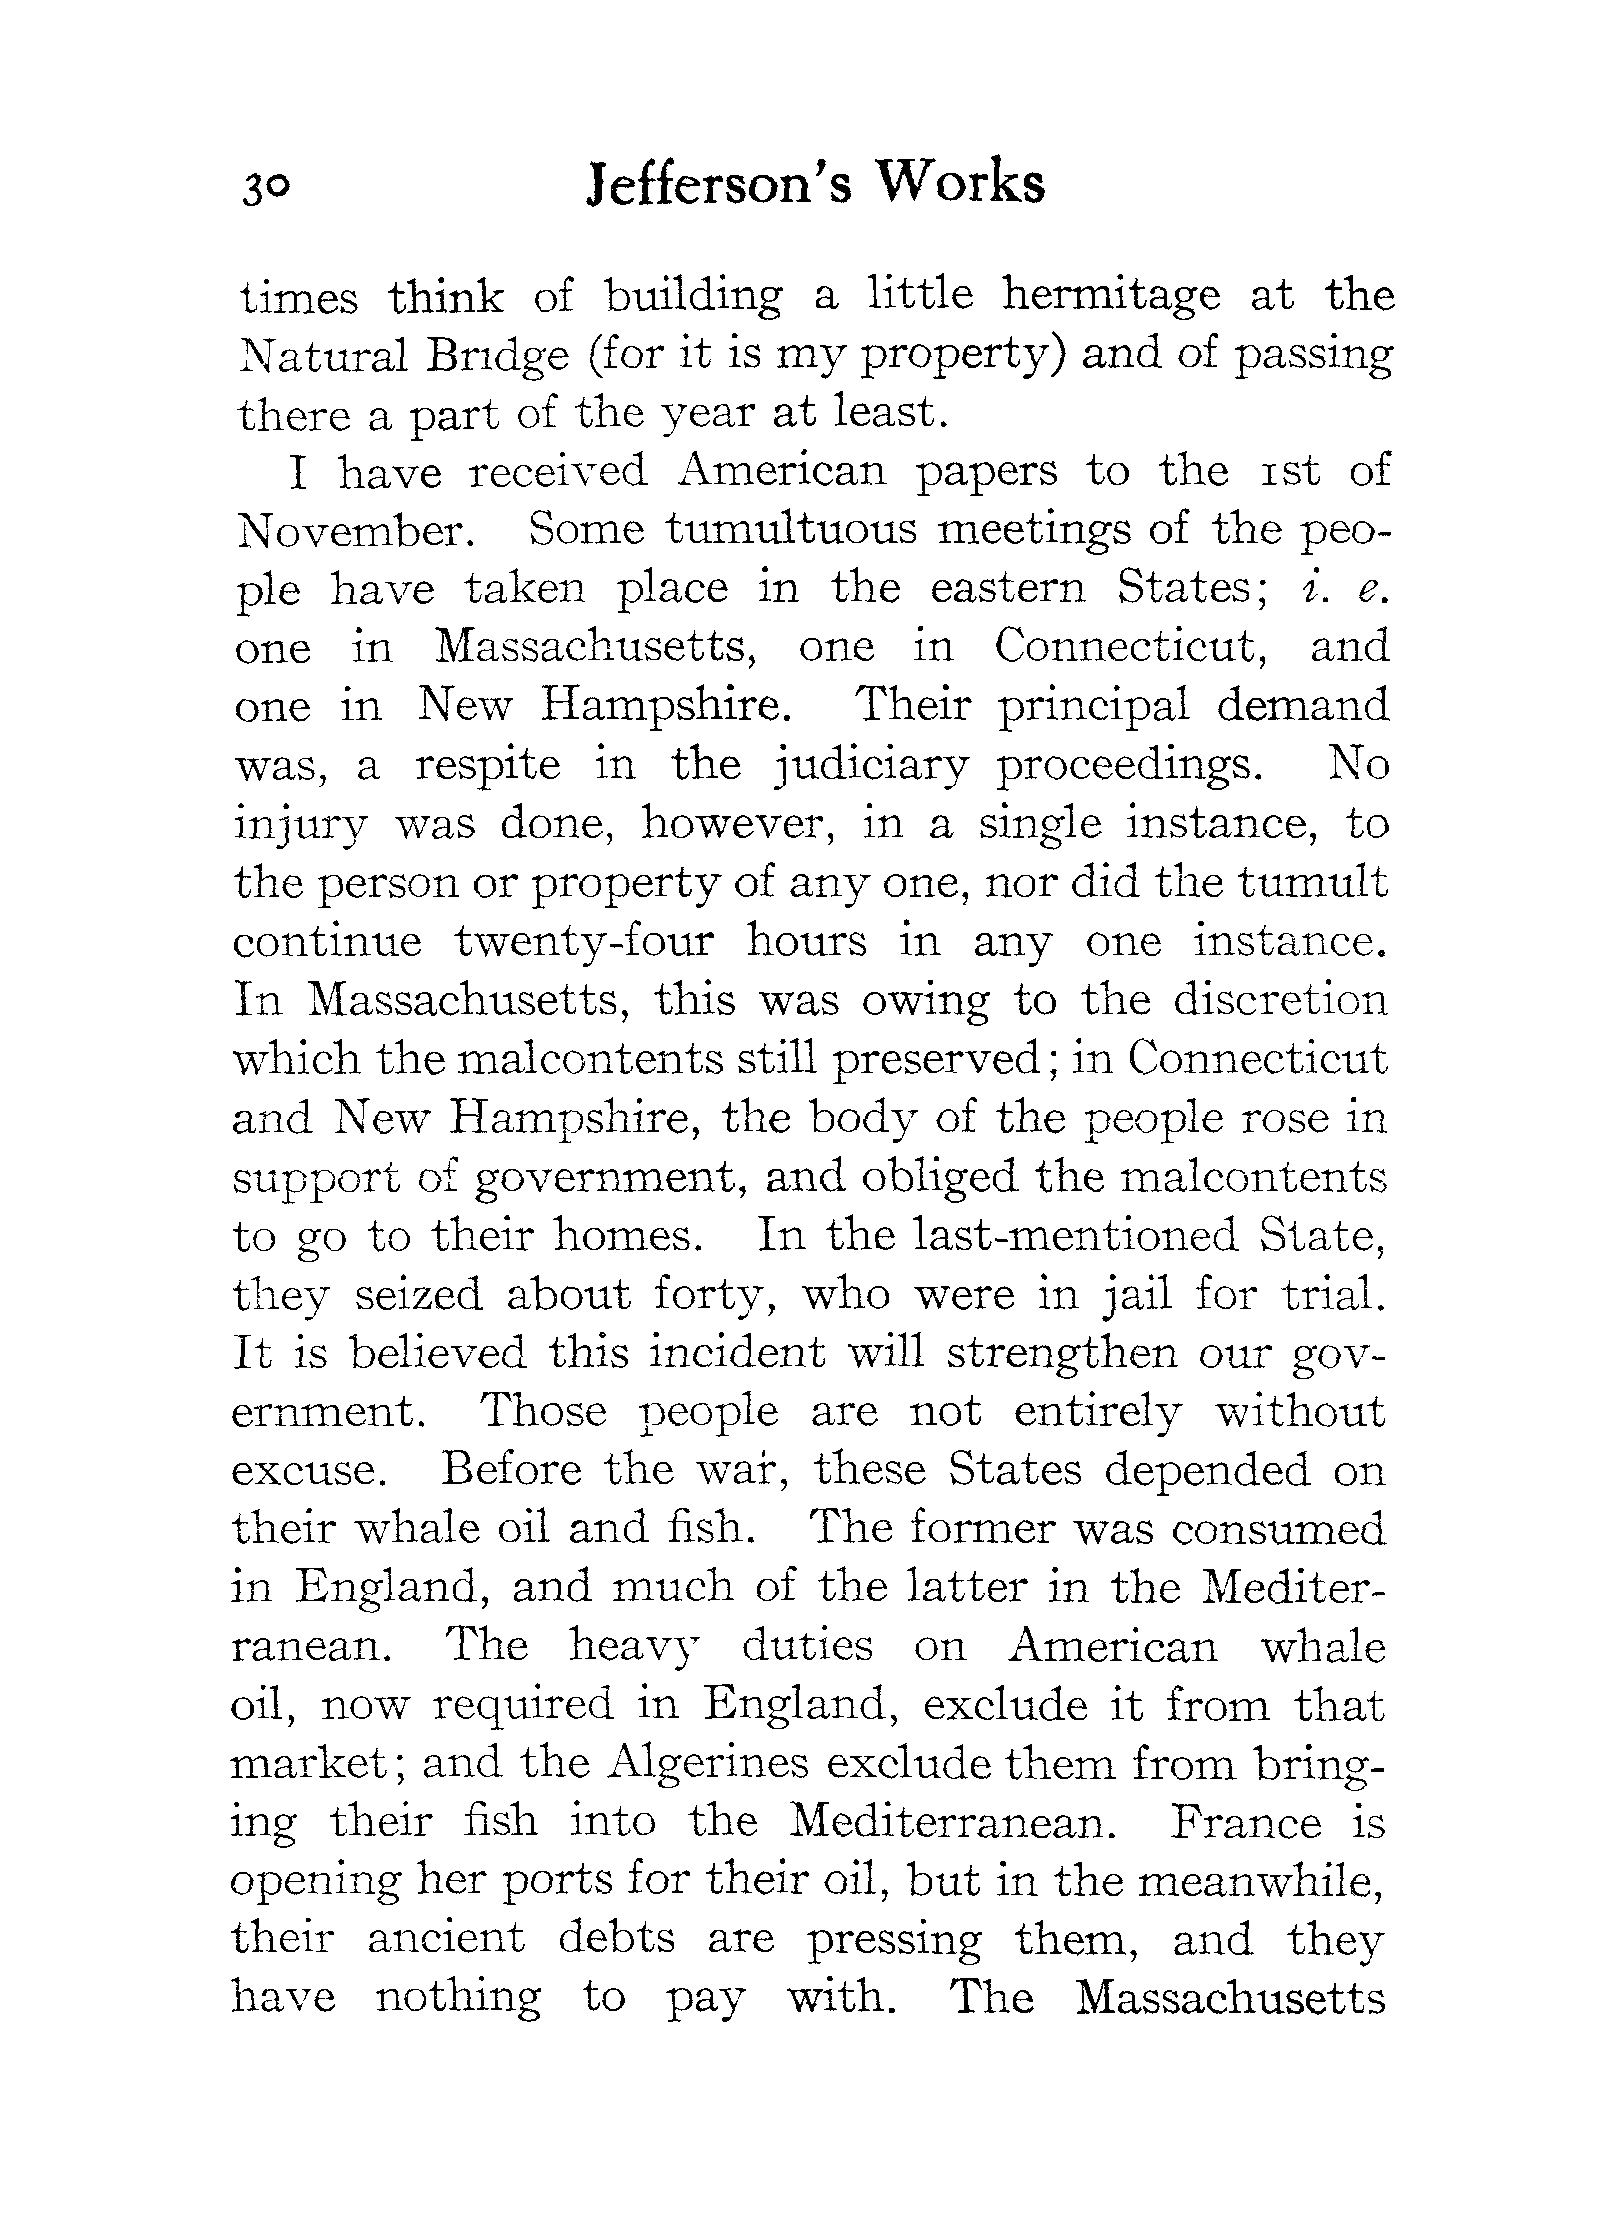 30 Jefferson's Works
times think of building a little hermitage at the
Natural Bridge (for it is my property) and of passing
there a part of the year at least.
I have received American papers to the 1st of
November. Some tumultuous meetings of the peo-
ple have taken place in the eastern States; i. e.
one in Massachusetts, one in Connecticut, and
one in New Hampshire. Their principal demand
was, a respite in the judiciary proceedings. No
injury was done, however, in a single instance, to
the person or property of any one, nor did the tumult
continue twenty-four hours in any one instance.
In Massachusetts, this was owing to the discretion
which the malcontents still preserved; in Connecticut
and New Hampshire, the body of the people rose in
support of government, and obliged the malcontents
to go to their homes. In the last-mentioned State,
they seized about forty, who were in jail for trial.
It is believed this incident will strengthen our gov-
ernment. Those people are not entirely without
excuse. Before the war, these States depended on
their whale oil and fish. The former was consumed
in England, and much of the latter in the Mediter-
ranean. The heavy duties on American whale
oil, now required in England, exclude it from that
market; and the Algerines exclude them from bring-
ing their fish into the Mediterranean. France is
opening her ports for their oil, but in the meanwhile,
their ancient debts are pressing them, and they
have nothing to pay with. The Massachusetts